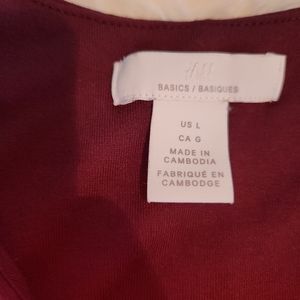 H&M
BASICS / BASIQUES
US L
CA G
MADE IN
CAMBODIA
FABRIQUÉ EN
CAMBODGE